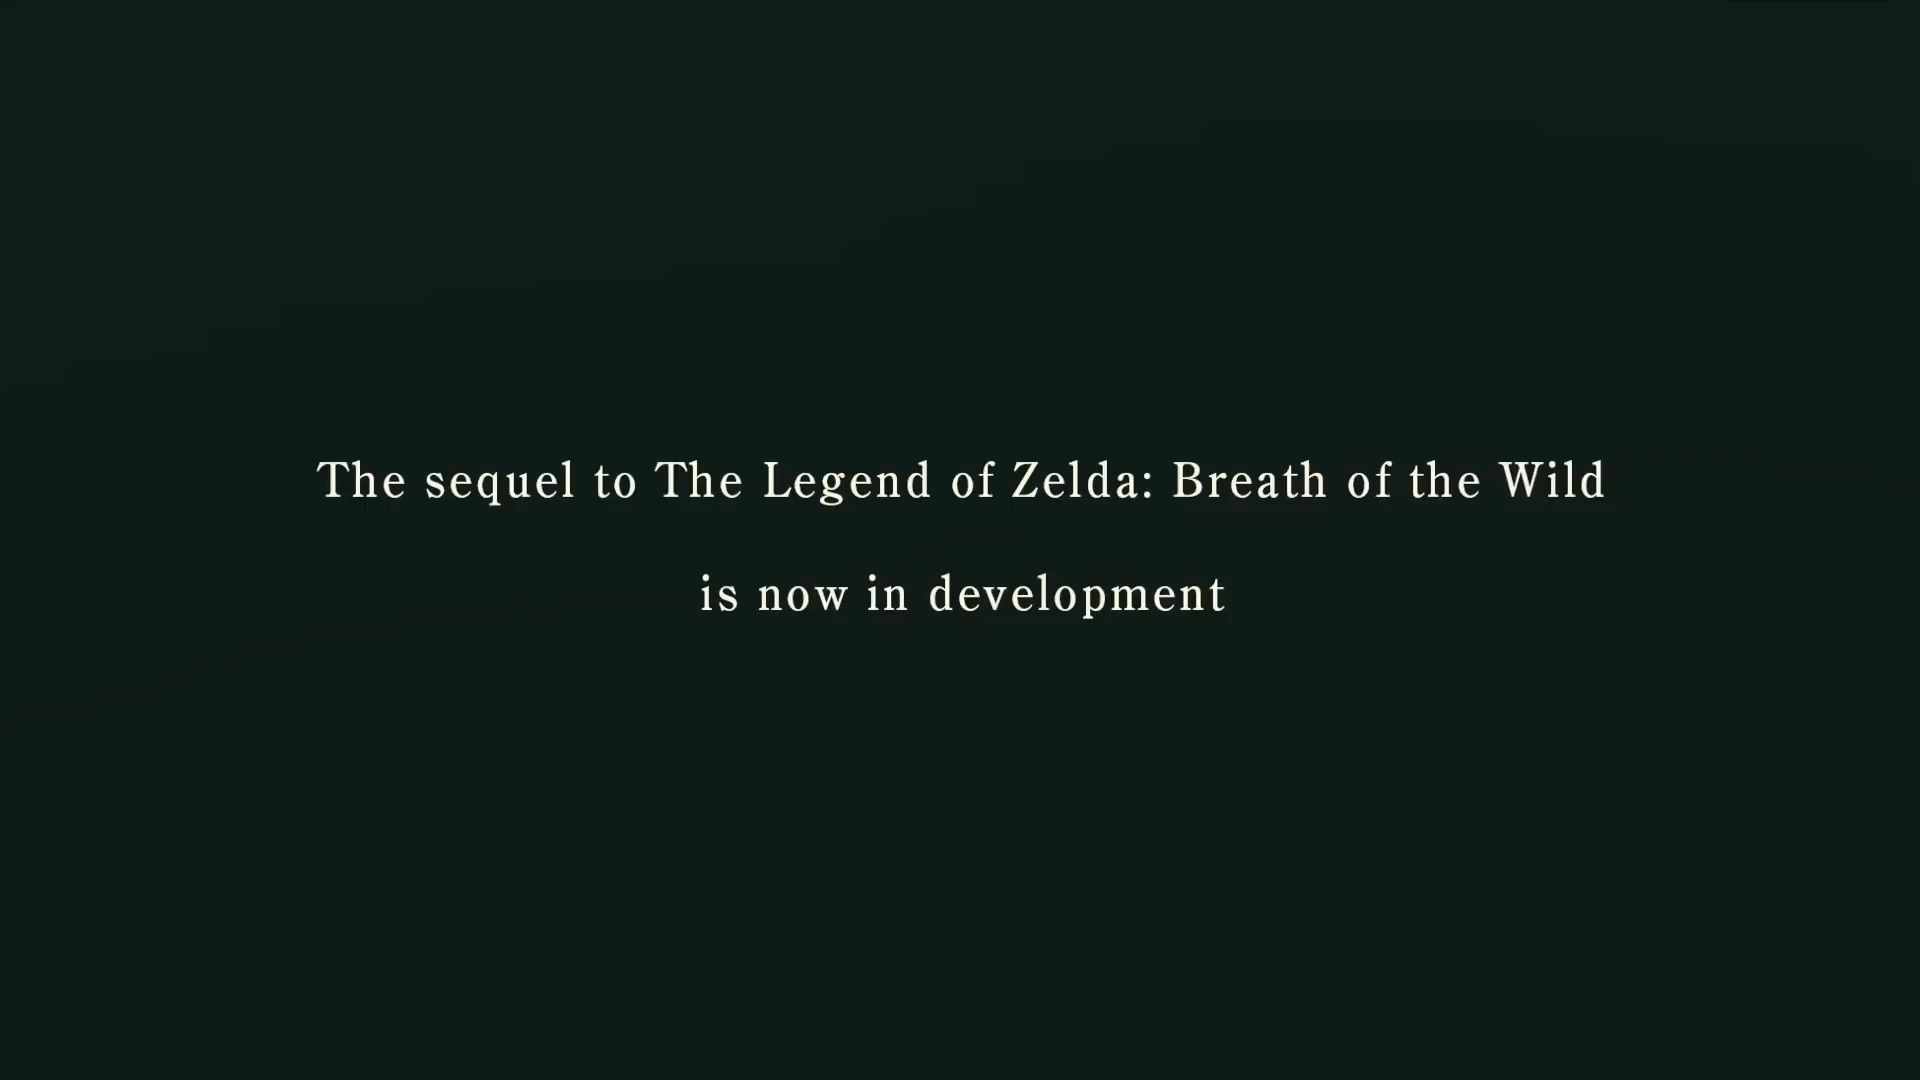 The sequel to The Legend of Zelda: Breath of the Wild
is now in development